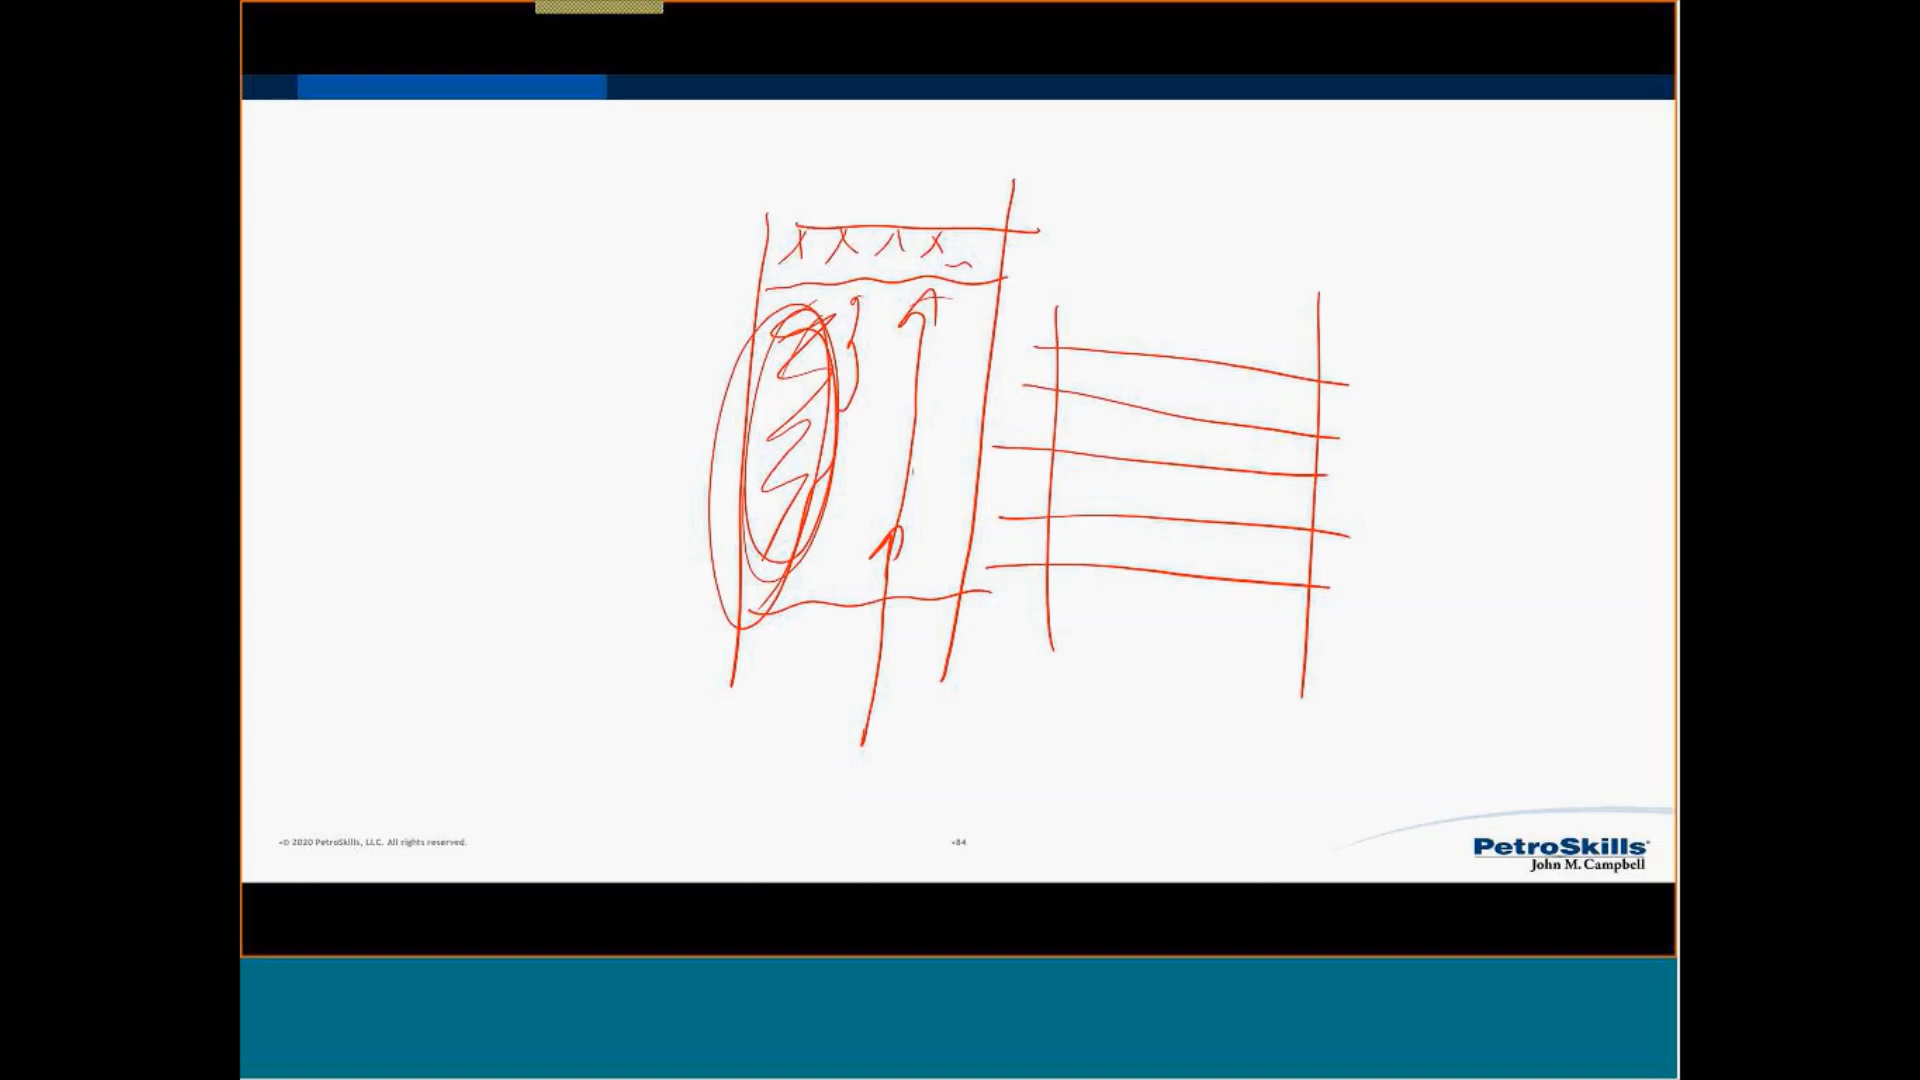 X X X X
-© 2020 PetroSkills, LLC. All rights reserved.
•84
PetroSkills
John M. Campbell